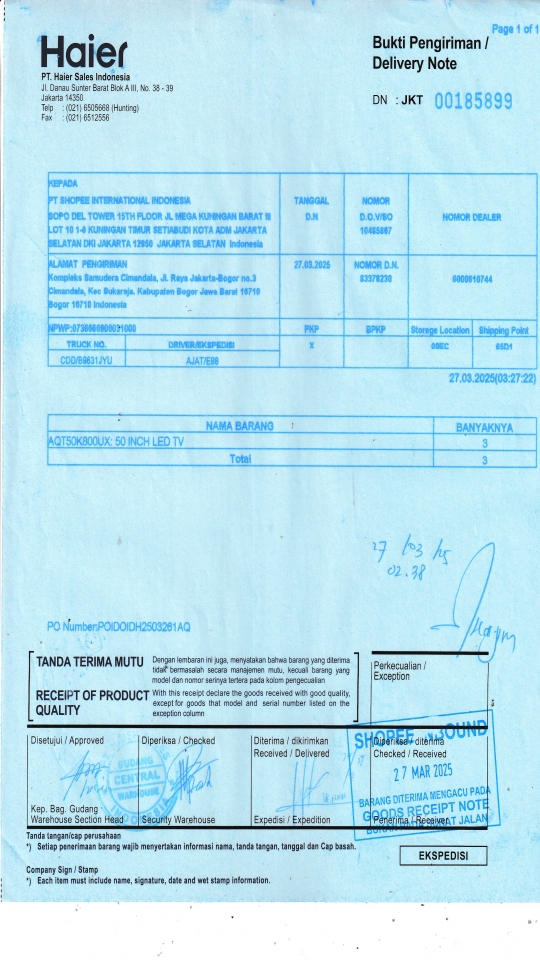 Page 1 of 1
Haier
Bukti Pengiriman /
Delivery Note
PT. Haier Sales Indonesia
Jl. Danau Sunter Barat Blok A III, No. 38 - 39
Jakarta 14350
Telp : (021) 6505668 (Hunting)
Fax : (021) 6512556
DN : JKT 00185899
KEPADA
PT SHOPEE INTERNATIONAL INDONESIA
SOPO DEL TOWER 15TH FLOOR JL MEGA KUNINGAN BARAT III
LOT 10 1-6 KUNINGAN TIMUR SETIABUDI KOTA ADM JAKARTA
SELATAN DKI JAKARTA 12950 JAKARTA SELATAN Indonesia
TANGGAL
D.N
NOMOR
D.O.V/SO
NOMOR DEALER
ALAMAT PENGIRIMAN
Kompleks Samudera Cimandala, Jl. Raya Jakarta-Bogor no.3
Cimandala, Kec Sukaraja. Kabupaten Bogor Jawa Barat 16710
Bogor 16710 Indonesia
27.03.2025
NOMOR D.N.
83378230
6000610744
PKP
BPKP
Storege Location
Shipping Point
TRUCK NO.
DRIVER/EKSPEDISI
X
CDD/B9631JYU
27.03.2025(03:27:22)
NAMA BARANG
BANYAKNYA
AQT50K800UX: 50 INCH LED TV
3
Total
3
27/03/25
02.38
PO Number:POIDOIDH2503261AQ
TANDA TERIMA MUTU
Dengan lembaran ini juga, menyatakan bahwa barang yang diterima
tidak bermasalah secara manajemen mutu, kecuali barang yang
model dan nomor serinya tertera pada kolom pengecualian
RECEIPT OF PRODUCT
QUALITY
With this receipt declare the goods received with good quality,
except for goods that model and serial number listed on the
exception column
Perkecualian /
Exception
Disetujui / Approved
Diperiksa / Checked
Diterima / dikirimkan
Received / Delivered
Diperiksa / diterima
Checked / Received
GUDANG
CENTRAL
WAREHOUSE
SHOPEE INBOUND
27 MAR 2025
BARANG DITERIMA MENGACU PADA
GOODS RECEIPT NOTE
BUKAN PADA SURAT JALAN
Kep. Bag. Gudang
Warehouse Section Head
Security Warehouse
Expedisi / Expedition
Penerima / Receiver
Tanda tangan/cap perusahaan
*) Setiap penerimaan barang wajib menyertakan informasi nama, tanda tangan, tanggal dan Cap basah.
EKSPEDISI
Company Sign / Stamp
*) Each item must include name, signature, date and wet stamp information.